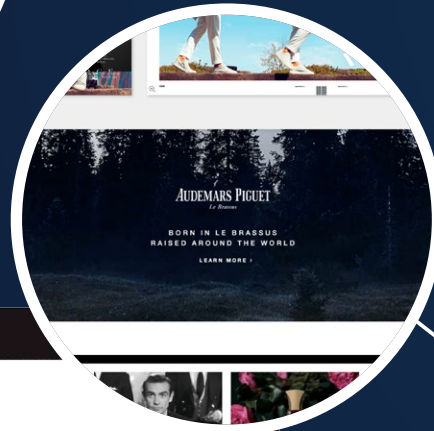 AUDEMARS PIGUET
Le Brassus
BORN IN LE BRASSUS
RAISED AROUND THE WORLD
LEARN MORE ›